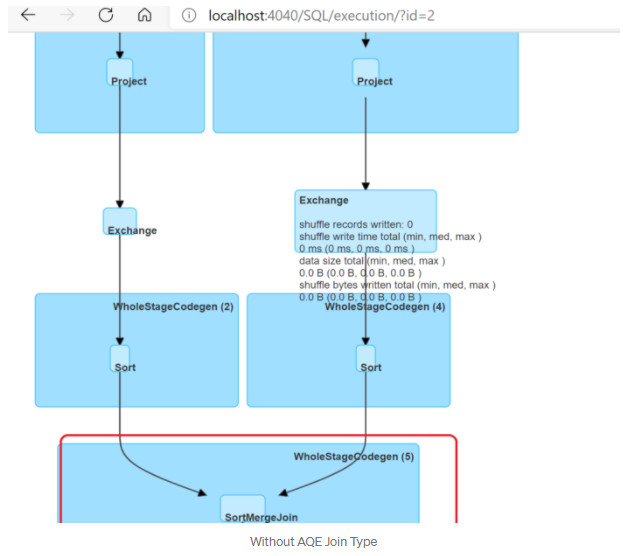 localhost:4040/SQL/execution/?id=2
Project
Project
Exchange
shuffle records written: 0
shuffle write time total (min, med, max )
0 ms (0 ms, 0 ms, 0 ms )
data size total (min, med, max )
0.0 B (0.0 B, 0.0 B, 0.0 B )
shuffle bytes written total (min, med, max )
0.0 B (0.0 B, 0.0 B, 0.0 B )
Exchange
WholeStageCodegen (2)
WholeStageCodegen (4)
Sort
Sort
WholeStageCodegen (5)
SortMergeJoin
Without AQE Join Type